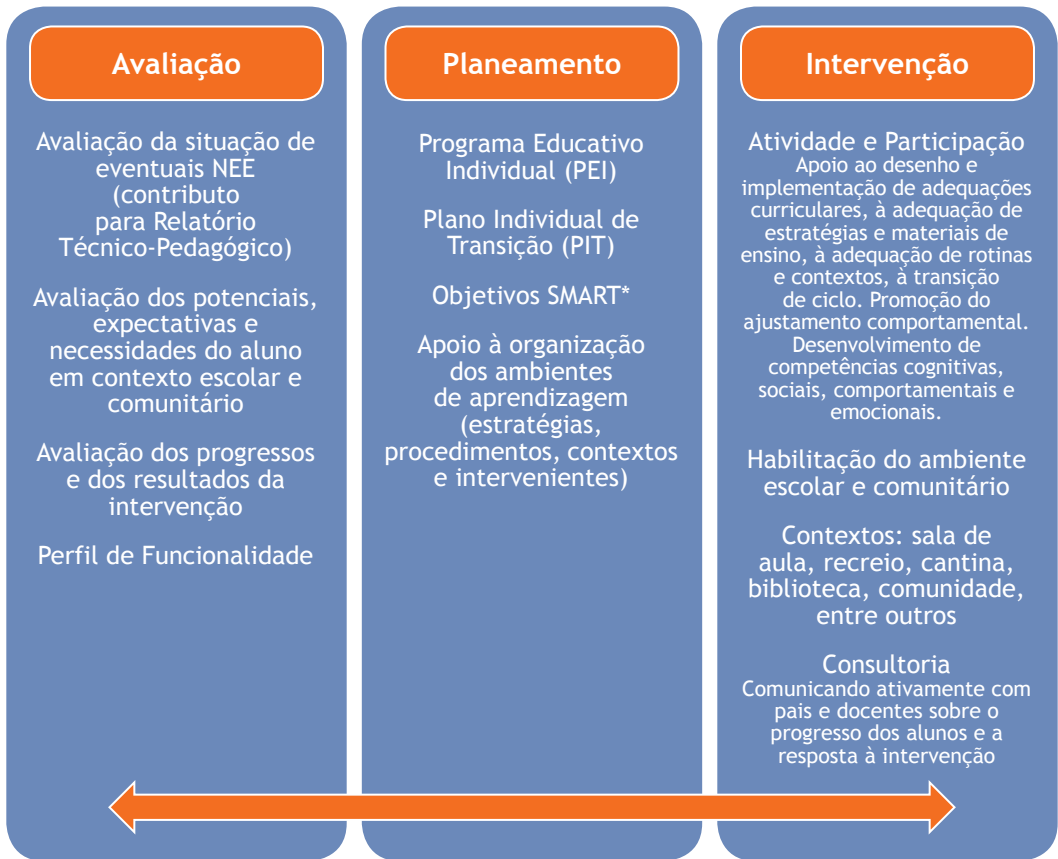 Avaliação
Avaliação da situação de
eventuais NEE
(contributo
para Relatório
Técnico-Pedagógico)
Avaliação dos potenciais,
expectativas e
necessidades do aluno
em contexto escolar e
comunitário
Avaliação dos progressos
e dos resultados da
intervenção
Perfil de Funcionalidade
Planeamento
Programa Educativo
Individual (PEI)
Plano Individual de
Transição (PIT)
Objetivos SMART*
Apoio à organização
dos ambientes
de aprendizagem
(estratégias,
procedimentos, contextos
e intervenientes)
Intervenção
Atividade e Participação
Apoio ao desenho e
implementação de adequações
curriculares, à adequação de
estratégias e materiais de
ensino, à adequação de rotinas
e contextos, à transição
de ciclo. Promoção do
ajustamento comportamental.
Desenvolvimento de
competências cognitivas,
sociais, comportamentais e
emocionais.
Habilitação do ambiente
escolar e comunitário
Contextos: sala de
aula, recreio, cantina,
biblioteca, comunidade,
entre outros
Consultoria
Comunicando ativamente com
pais e docentes sobre o
progresso dos alunos e a
resposta à intervenção